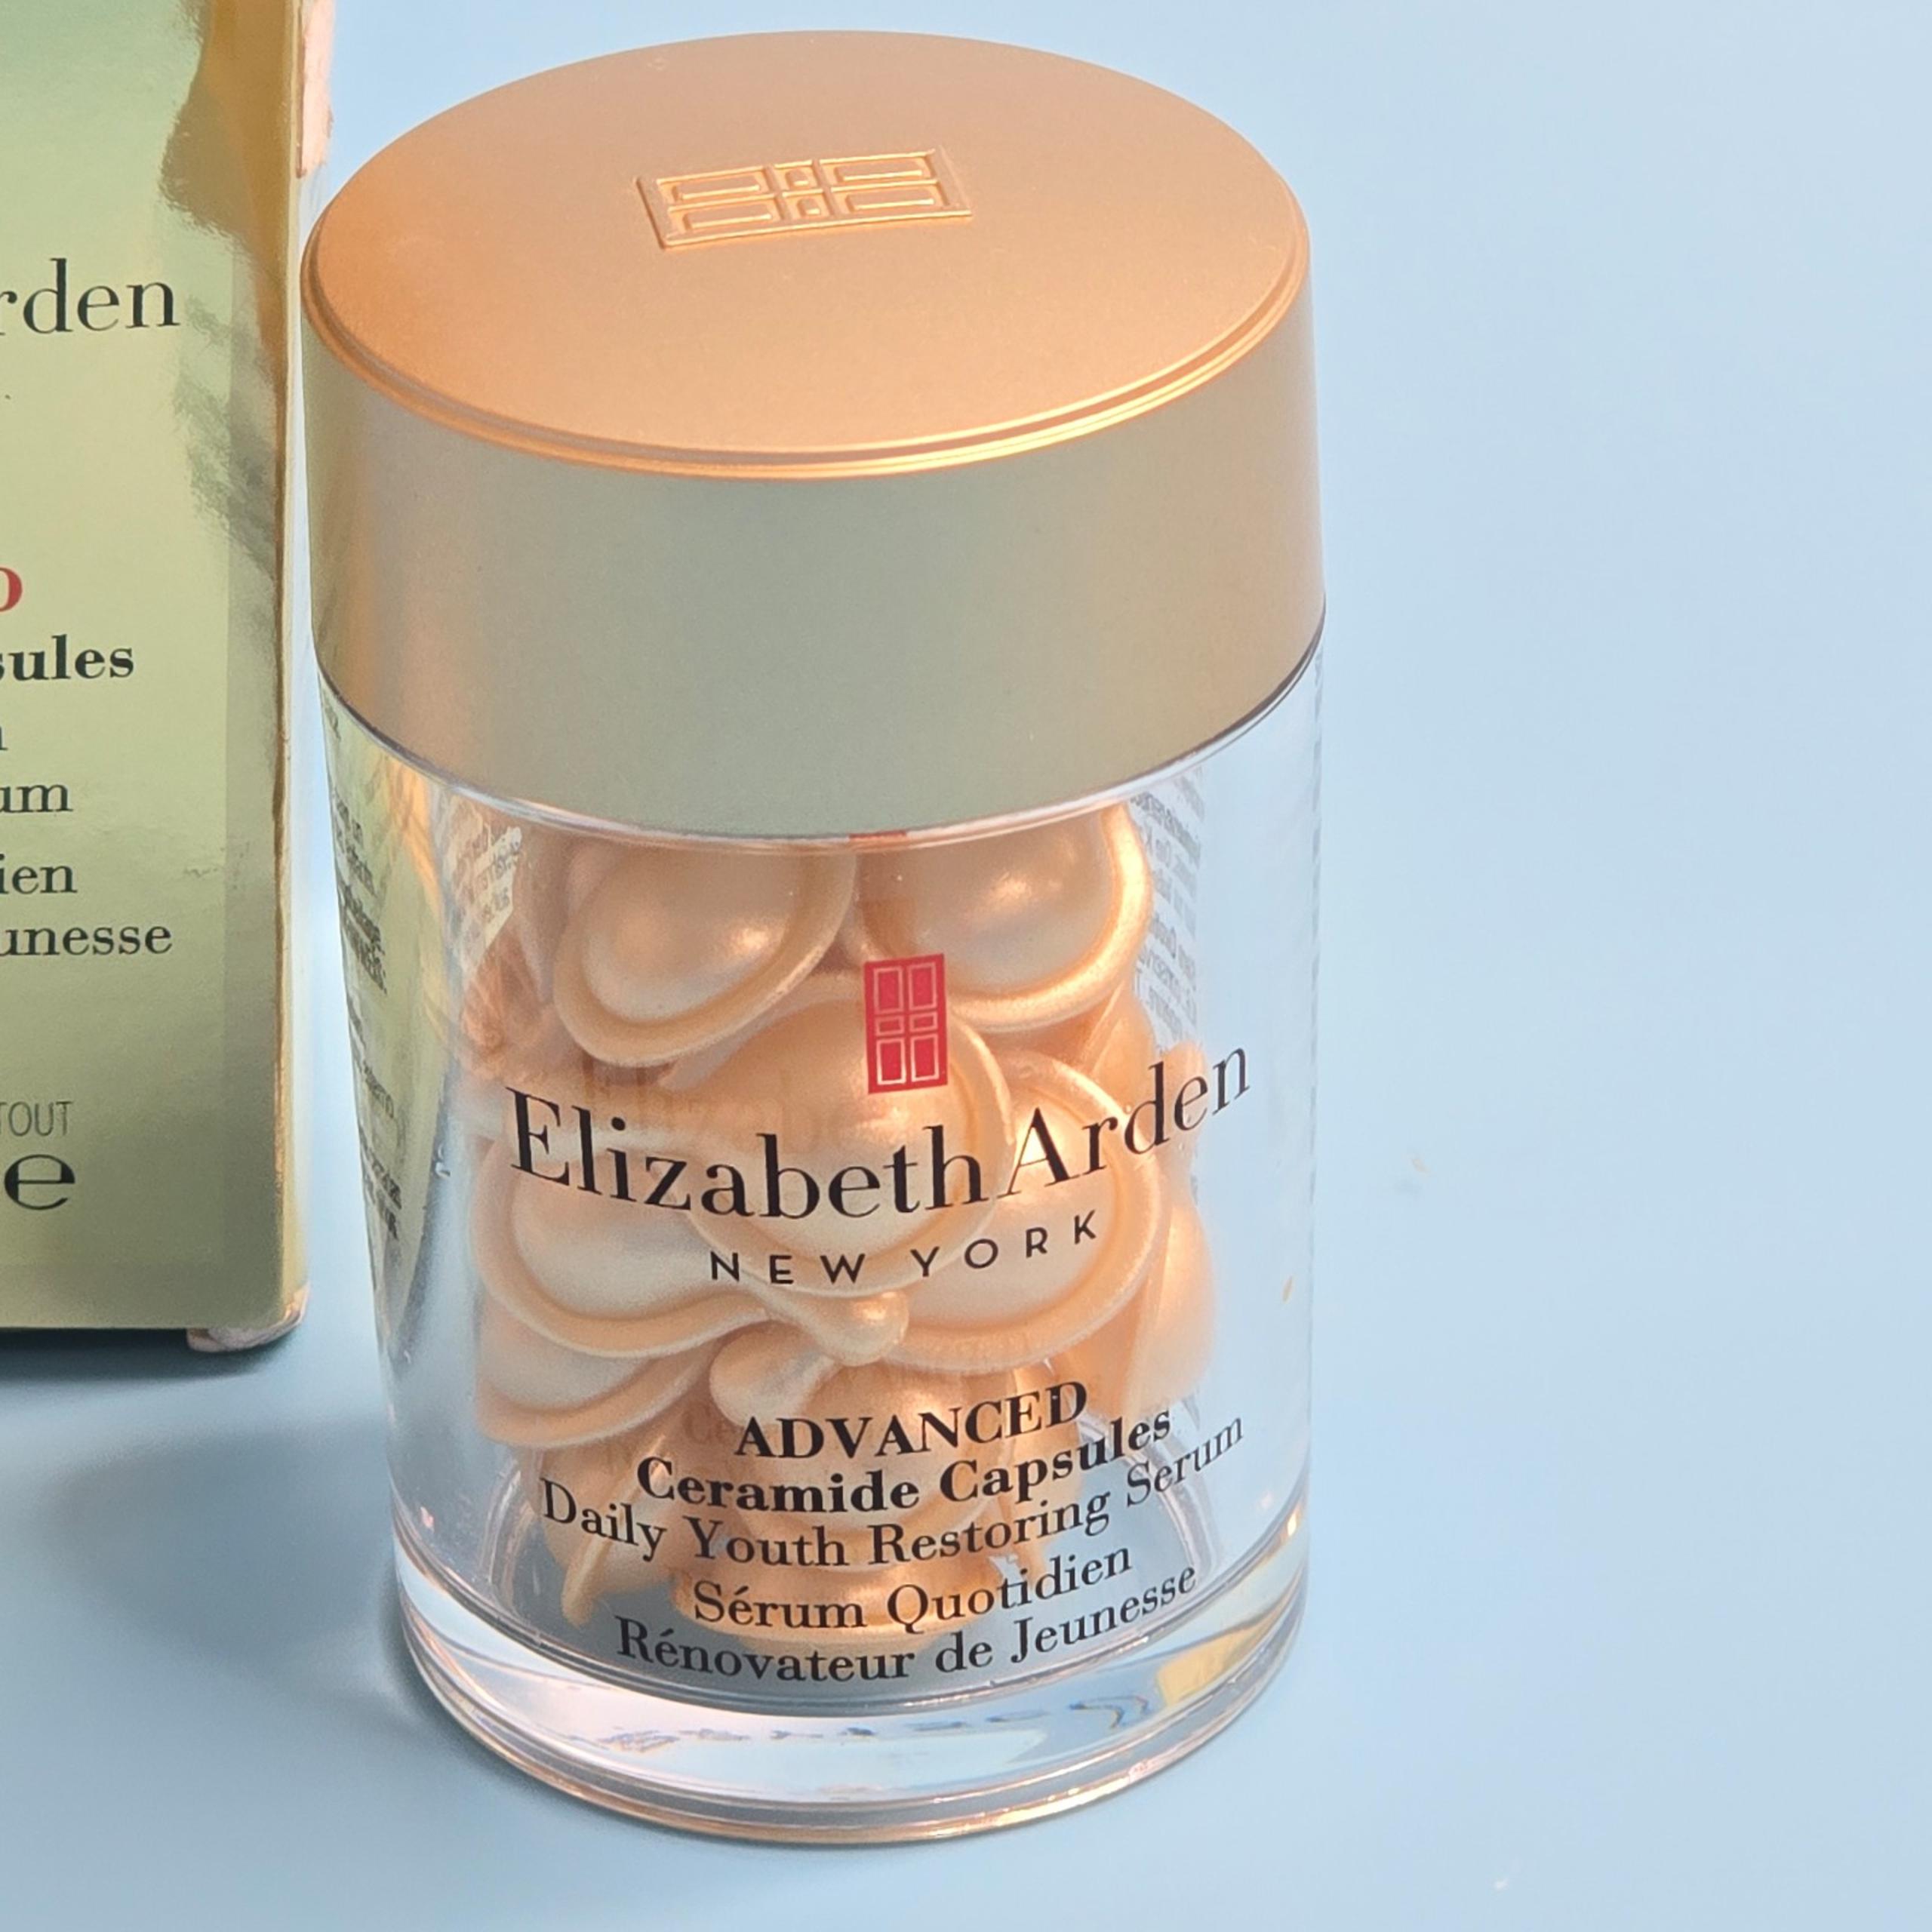 Elizabeth Arden
NEW YORK
ADVANCED
Ceramide Capsules
Daily Youth Restoring Serum
Sérum Quotidien
Rénovateur de Jeunesse
rden
sules
um
ien
unesse
TOUT
e